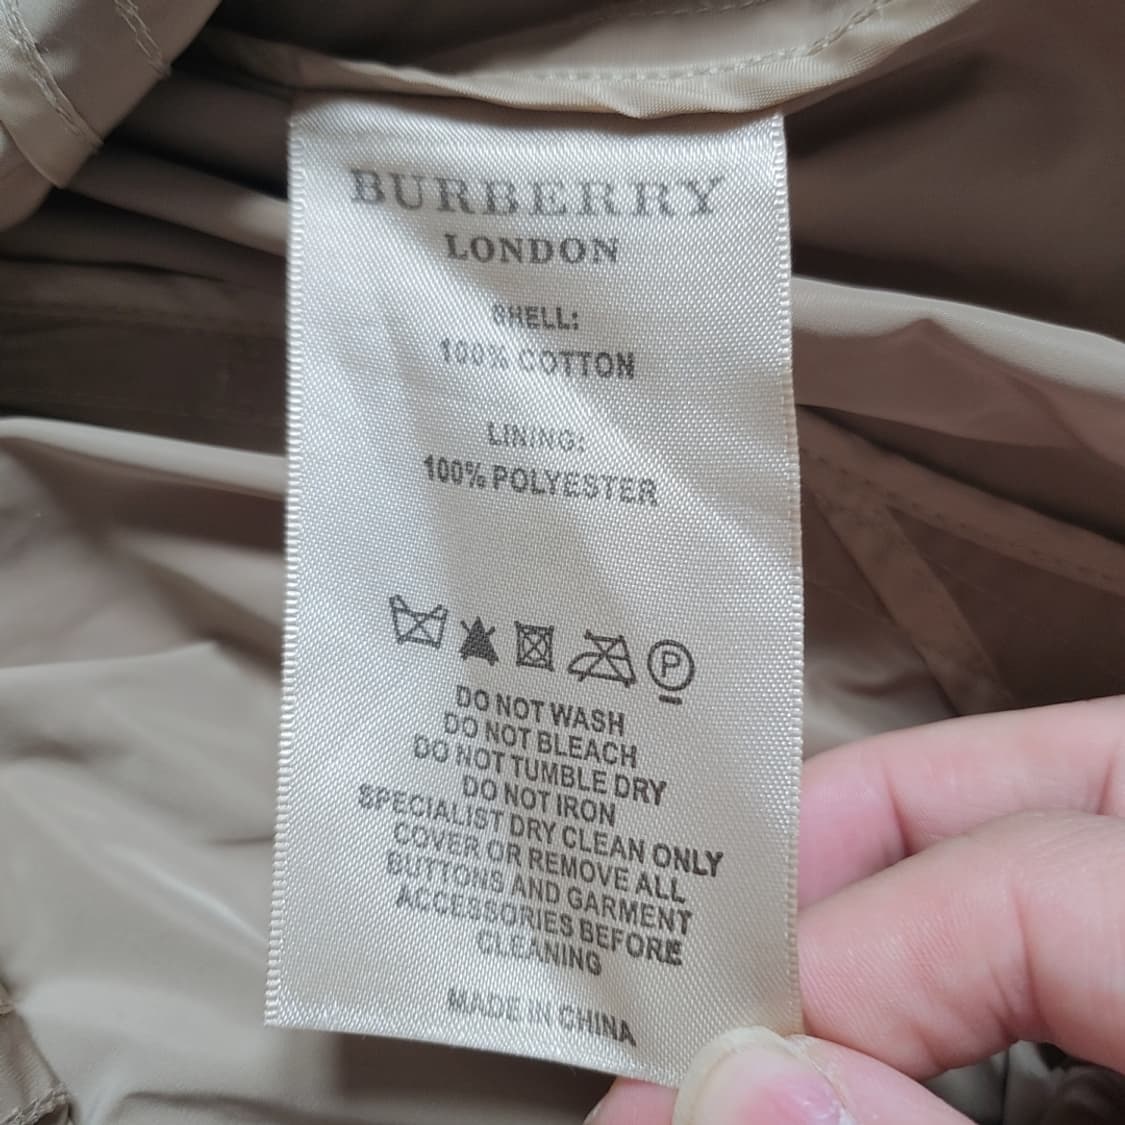 BURBERRY
LONDON
SHELL:
100% COTTON
LINING:
100% POLYESTER
P
DO NOT WASH
DO NOT BLEACH
DO NOT TUMBLE DRY
DO NOT IRON
SPECIALIST DRY CLEAN ONLY
COVER OR REMOVE ALL
BUTTONS AND GARMENT
ACCESSORIES BEFORE
CLEANING
MADE IN CHINA